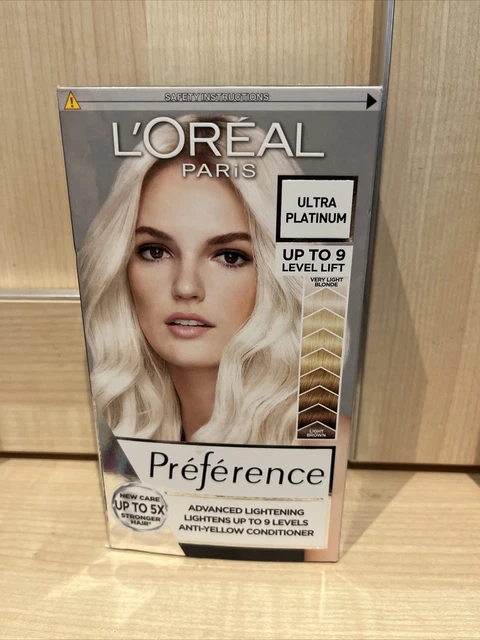 SAFETY INSTRUCTIONS
L'ORÉAL
PARiS
ULTRA
PLATINUM
UP TO 9
LEVEL LIFT
VERY LIGHT
BLONDE
LIGHT
BROWN
Préférence
NEW CARE
UP TO 5X
STRONGER
HAIR*
ADVANCED LIGHTENING
LIGHTENS UP TO 9 LEVELS
ANTI-YELLOW CONDITIONER